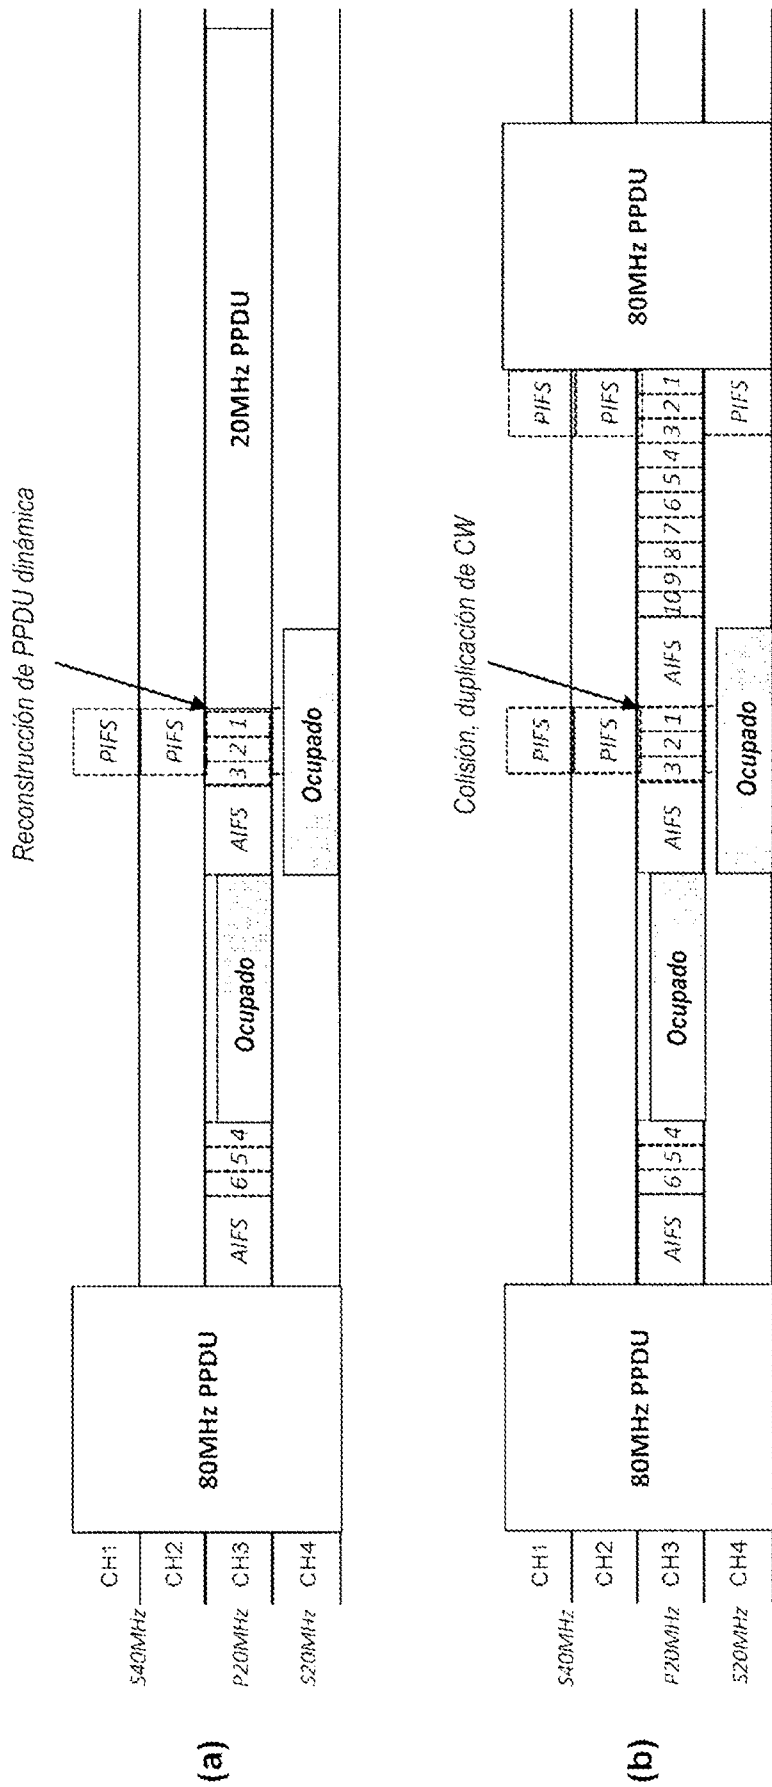 (a)
Reconstrucción de PPDU dinámica
S40MHz
P20MHz
S20MHz
CH1
CH2
CH3
CH4
80MHz PPDU
AIFS
6 5 4
Ocupado
AIFS
3 2 1
PIFS
PIFS
Ocupado
20MHz PPDU
(b)
Colisión, duplicación de CW
S40MHz
P20MHz
S20MHz
CH1
CH2
CH3
CH4
80MHz PPDU
AIFS
6 5 4
Ocupado
AIFS
3 2 1
PIFS
PIFS
Ocupado
AIFS
10 9 8 7 6 5 4 3 2 1
PIFS
PIFS
PIFS
80MHz PPDU